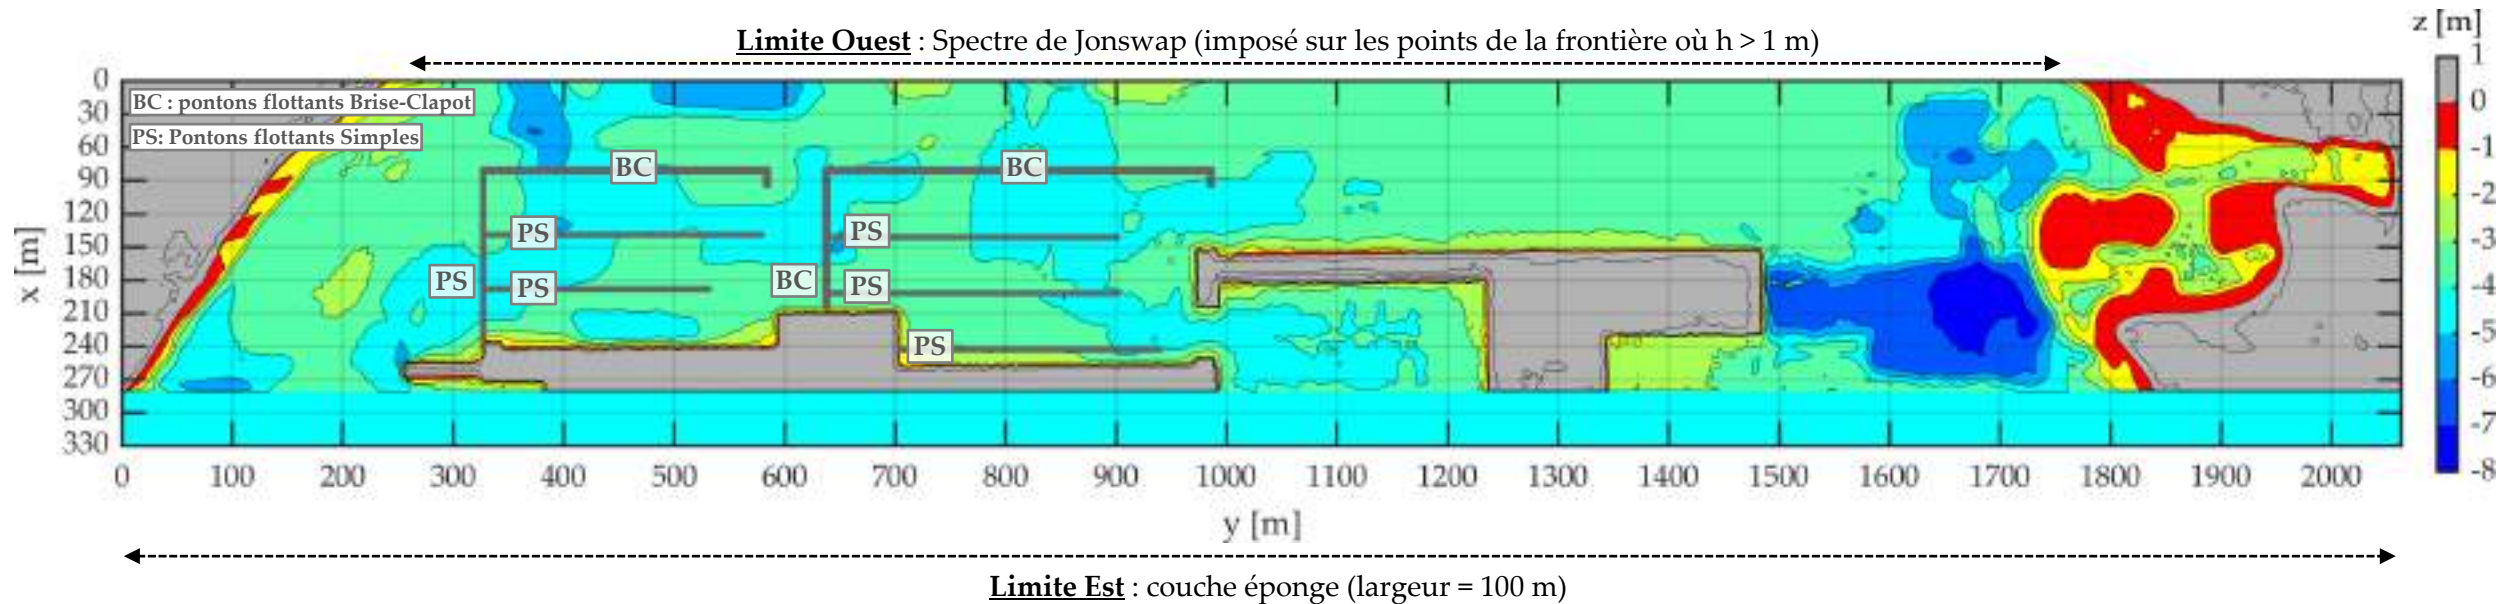 Limite Ouest : Spectre de Jonswap (imposé sur les points de la frontière où h > 1 m)
z [m]
BC : pontons flottants Brise-Clapot
PS: Pontons flottants Simples
x [m]
0
30
60
90
120
150
180
210
240
270
300
330
BC
BC
PS
PS
PS
PS
BC
PS
PS
1
0
-1
-2
-3
-4
-5
-6
-7
-8
0 100 200 300 400 500 600 700 800 900 1000 1100 1200 1300 1400 1500 1600 1700 1800 1900 2000
y [m]
Limite Est : couche éponge (largeur = 100 m)